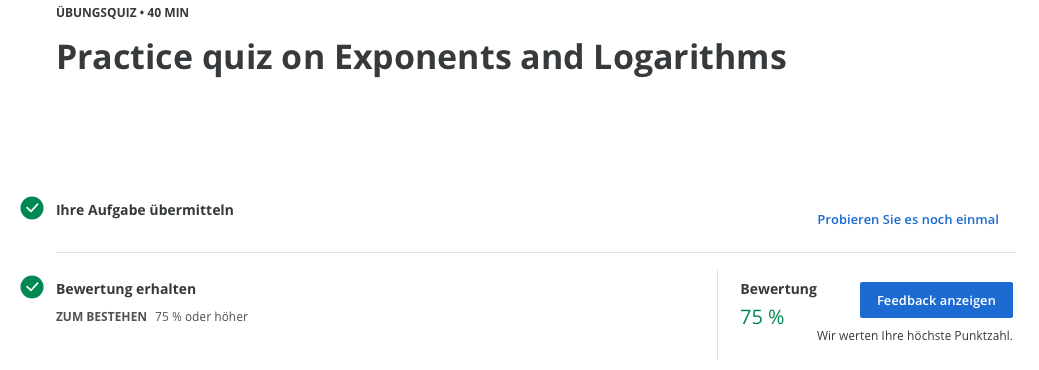 ÜBUNGSQUIZ • 40 MIN
Practice quiz on Exponents and Logarithms
Ihre Aufgabe übermitteln
Probieren Sie es noch einmal
Bewertung erhalten
ZUM BESTEHEN 75 % oder höher
Bewertung
75 %
Feedback anzeigen
Wir werten Ihre höchste Punktzahl.